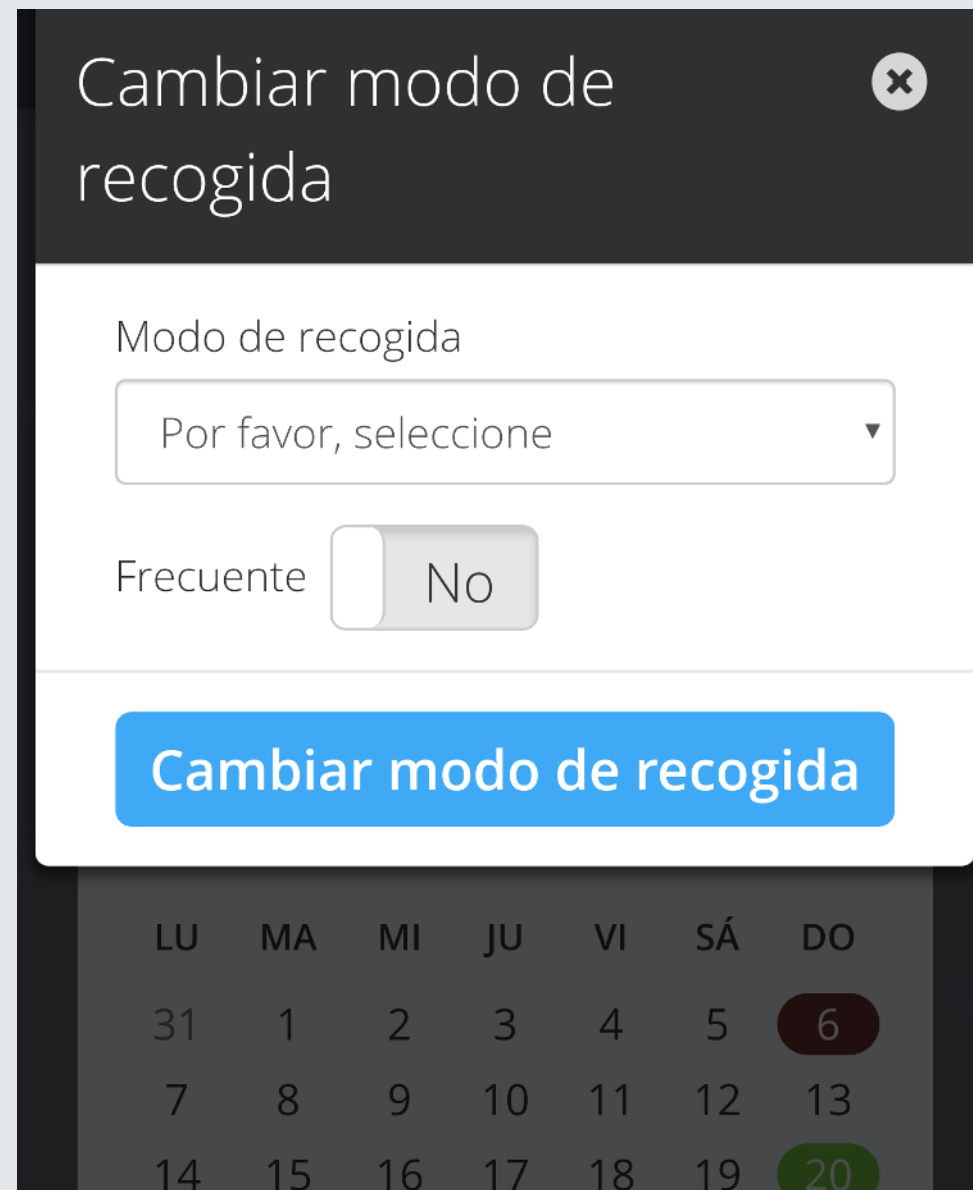 Cambiar modo de
recogida
Modo de recogida
Por favor, seleccione
Frecuente No
Cambiar modo de recogida
LU MA MI JU VI SÁ DO
31 1 2 3 4 5 6
7 8 9 10 11 12 13
14 15 16 17 18 19 20